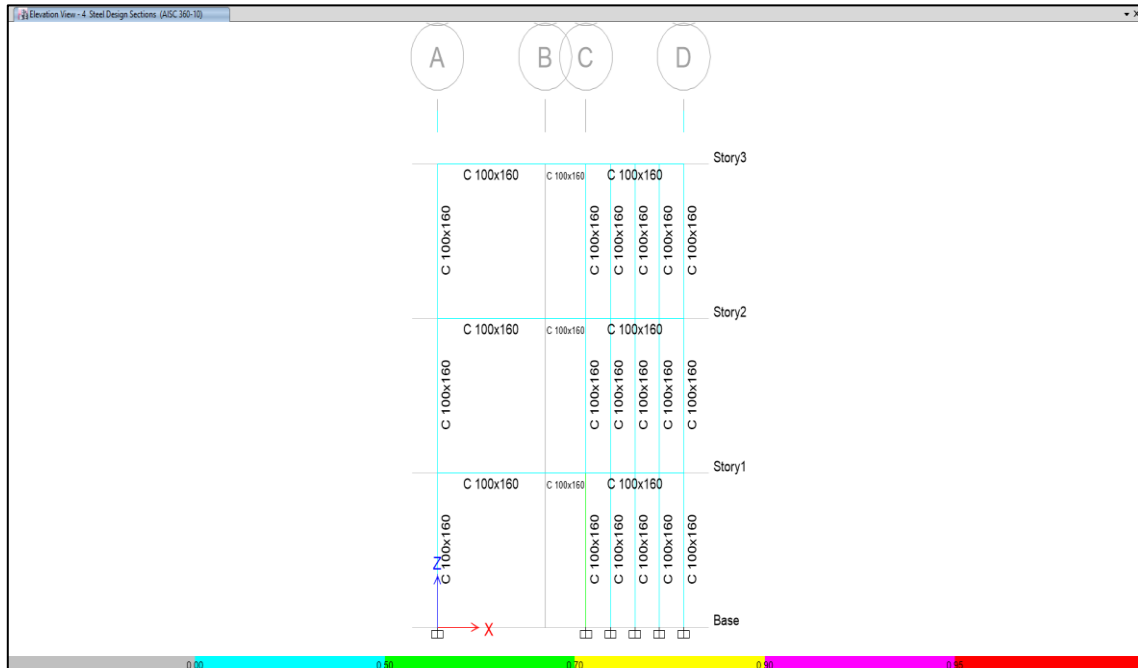 Elevation View - 4 Steel Design Sections (AISC 360-10)
A B C D
Story3
C 100x160 C 100x160 C 100x160
C 100x160 C 100x160 C 100x160 C 100x160 C 100x160 C 100x160
Story2
C 100x160 C 100x160 C 100x160
C 100x160 C 100x160 C 100x160 C 100x160 C 100x160 C 100x160
Story1
C 100x160 C 100x160 C 100x160
C 100x160 C 100x160 C 100x160 C 100x160 C 100x160 C 100x160
Z
Base
X
0.00 0.50 0.70 0.90 0.95